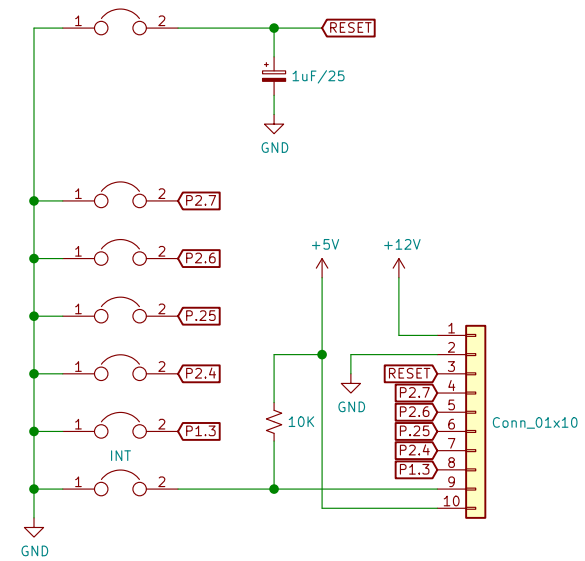 1 2 RESET
1uF/25
GND
1 2 P2.7
1 2 P2.6
1 2 P.25
1 2 P2.4
1 2 P1.3
INT
1 2
GND
+5V
+12V
10K
GND
1
2
RESET 3
P2.7 4
P2.6 5
P.25 6
P2.4 7
P1.3 8
9
10
Conn_01x10